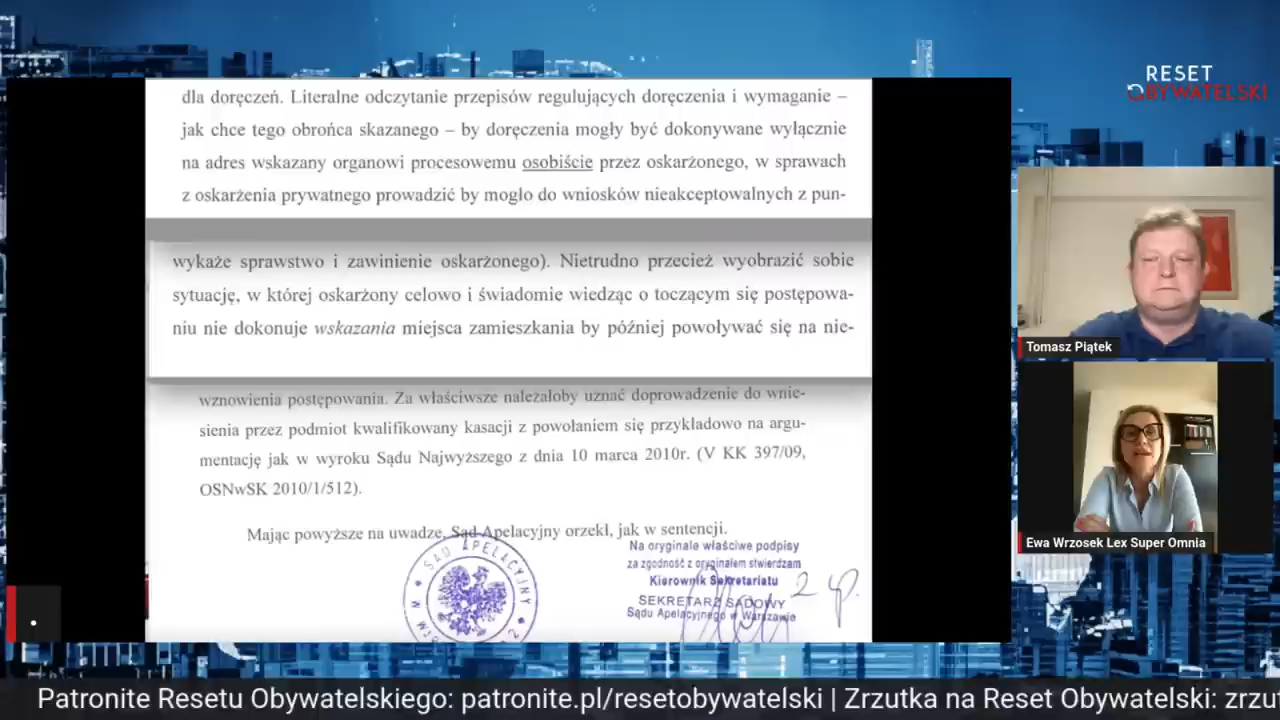 RESET
OBYWATELSKI
dla doręczeń. Literalne odczytanie przepisów regulujących doręczenia i wymaganie –
jak chce tego obrońca skazanego – by doręczenia mogły być dokonywane wyłącznie
na adres wskazany organowi procesowemu osobiście przez oskarżonego, w sprawach
z oskarżenia prywatnego prowadzić by mogło do wniosków nieakceptowalnych z pun-
wykaże sprawstwo i zawinienie oskarżonego). Nietrudno przecież wyobrazić sobie
sytuację, w której oskarżony celowo i świadomie wiedząc o toczącym się postępowa-
niu nie dokonuje wskazania miejsca zamieszkania by później powoływać się na nie-
wznowienia postępowania. Za właściwsze należałoby uznać doprowadzenie do wnie-
sienia przez podmiot kwalifikowany kasacji z powołaniem się przykładowo na argu-
mentację jak w wyroku Sądu Najwyższego z dnia 10 marca 2010r. (V KK 397/09,
OSNwSK 2010/1/512).
Mając powyższe na uwadze, Sąd Apelacyjny orzekł, jak w sentencji.
SĄD APELACYJNY
Na oryginale właściwe podpisy
za zgodność z oryginałem stwierdzam
Kierownik Sekretariatu
SEKRETARZ SĄDOWY
Sądu Apelacyjnego w Warszawie
Tomasz Piątek
Ewa Wrzosek Lex Super Omnia
Patronite Resetu Obywatelskiego: patronite.pl/resetobywatelski | Zrzutka na Reset Obywatelski: zrzut